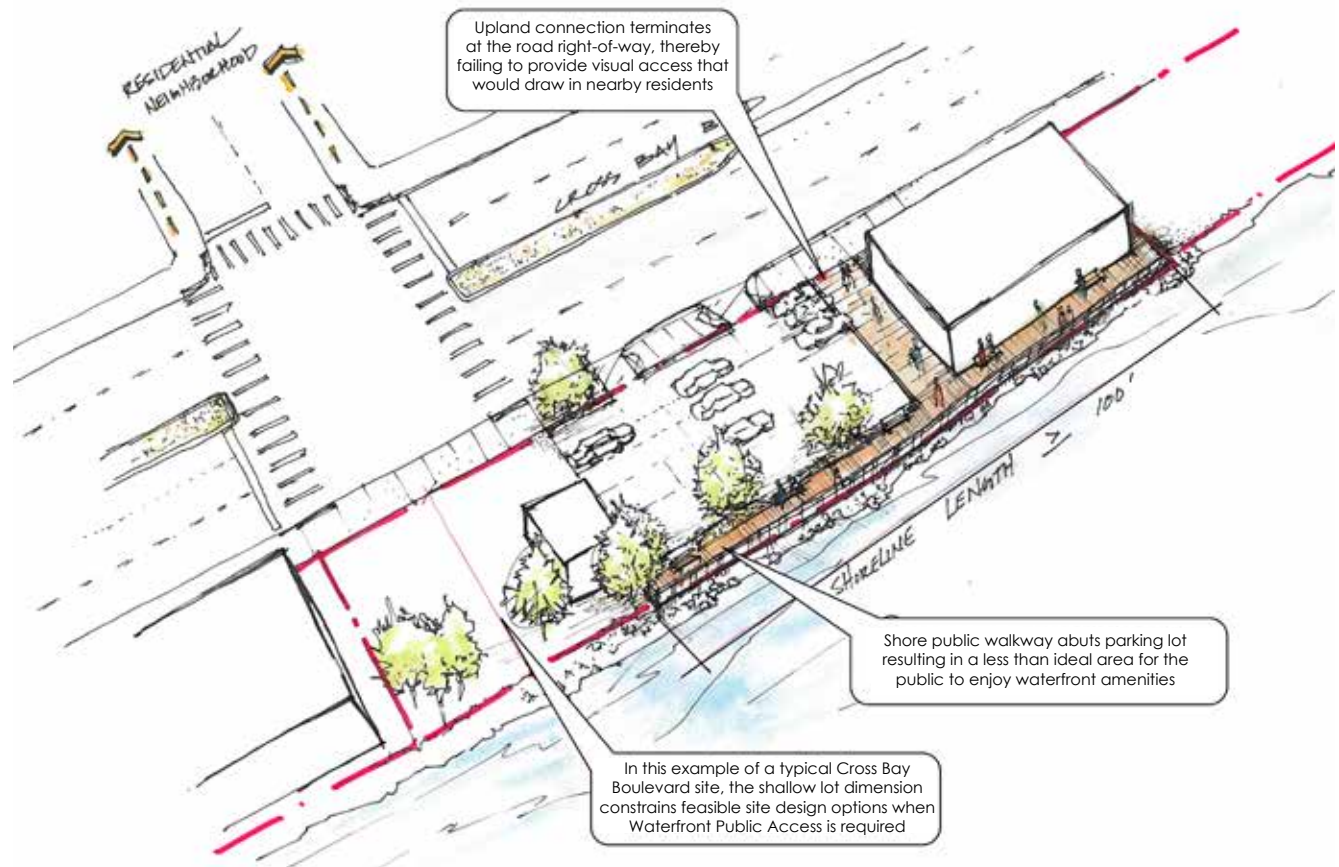 RESIDENTIAL
NEIGHBORHOOD
Upland connection terminates
at the road right-of-way, thereby
failing to provide visual access that
would draw in nearby residents
CROSS BAY B
SHORELINE LENGTH ≥ 100'
Shore public walkway abuts parking lot
resulting in a less than ideal area for the
public to enjoy waterfront amenities
In this example of a typical Cross Bay
Boulevard site, the shallow lot dimension
constrains feasible site design options when
Waterfront Public Access is required